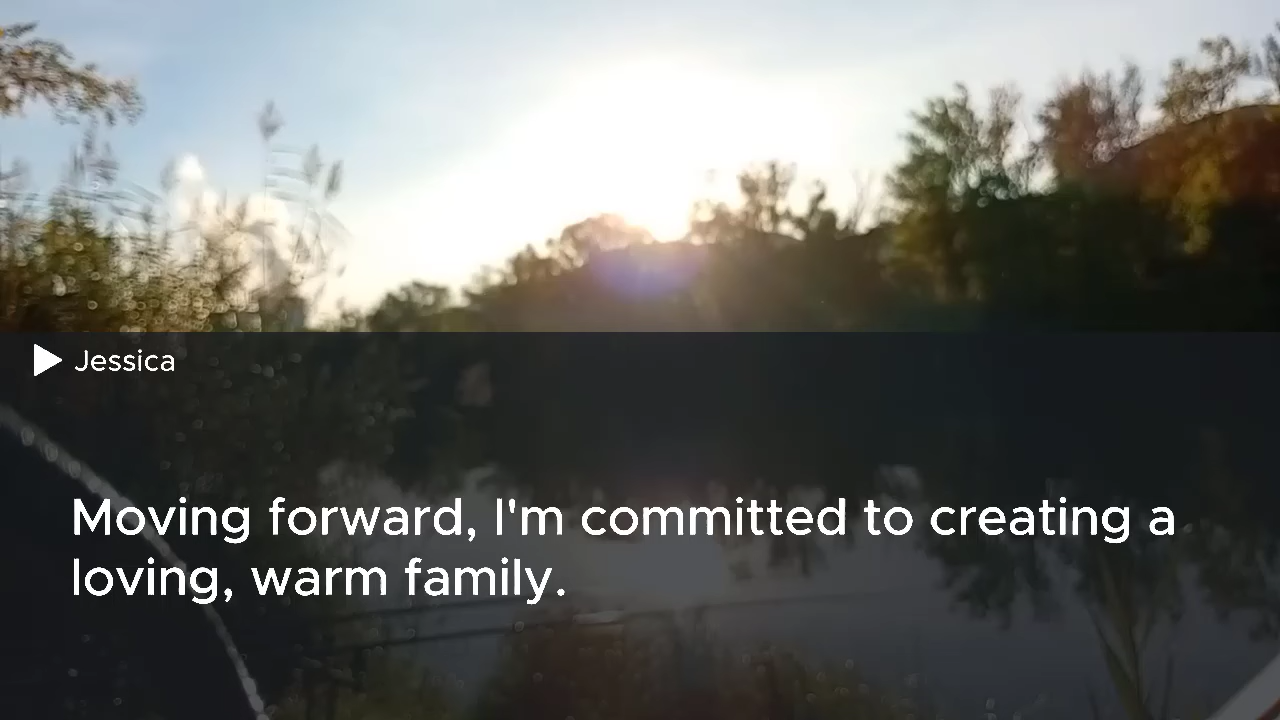 Jessica
Moving forward, I'm committed to creating a
loving, warm family.